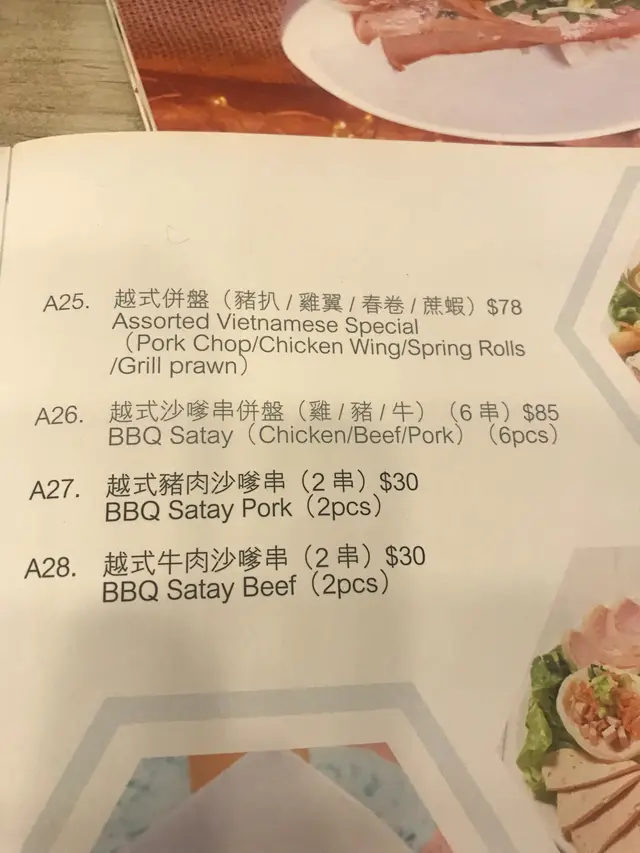 A25. 越式併盤（豬扒 / 雞翼 / 春卷 / 蔗蝦）$78
Assorted Vietnamese Special
（Pork Chop/Chicken Wing/Spring Rolls
/Grill prawn）
A26. 越式沙嗲串併盤（雞 / 豬 / 牛）（6 串）$85
BBQ Satay（Chicken/Beef/Pork）（6pcs）
A27. 越式豬肉沙嗲串（2 串）$30
BBQ Satay Pork（2pcs）
A28. 越式牛肉沙嗲串（2 串）$30
BBQ Satay Beef（2pcs）